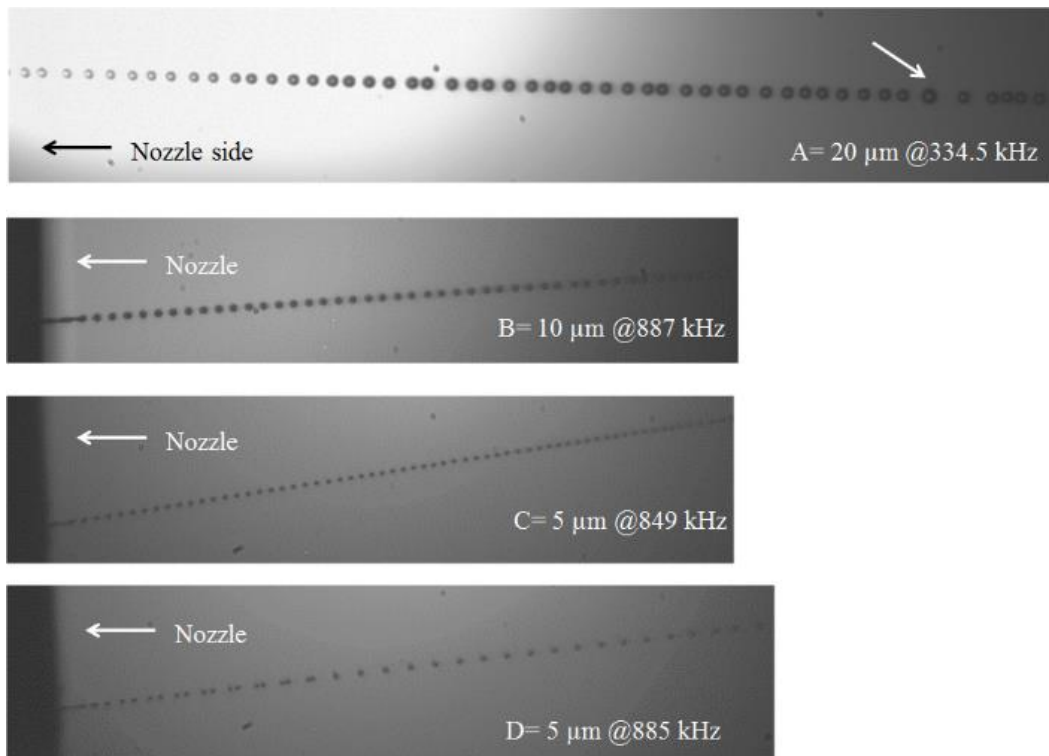 Nozzle side
A= 20 µm @334.5 kHz
Nozzle
B= 10 µm @887 kHz
Nozzle
C= 5 µm @849 kHz
Nozzle
D= 5 µm @885 kHz